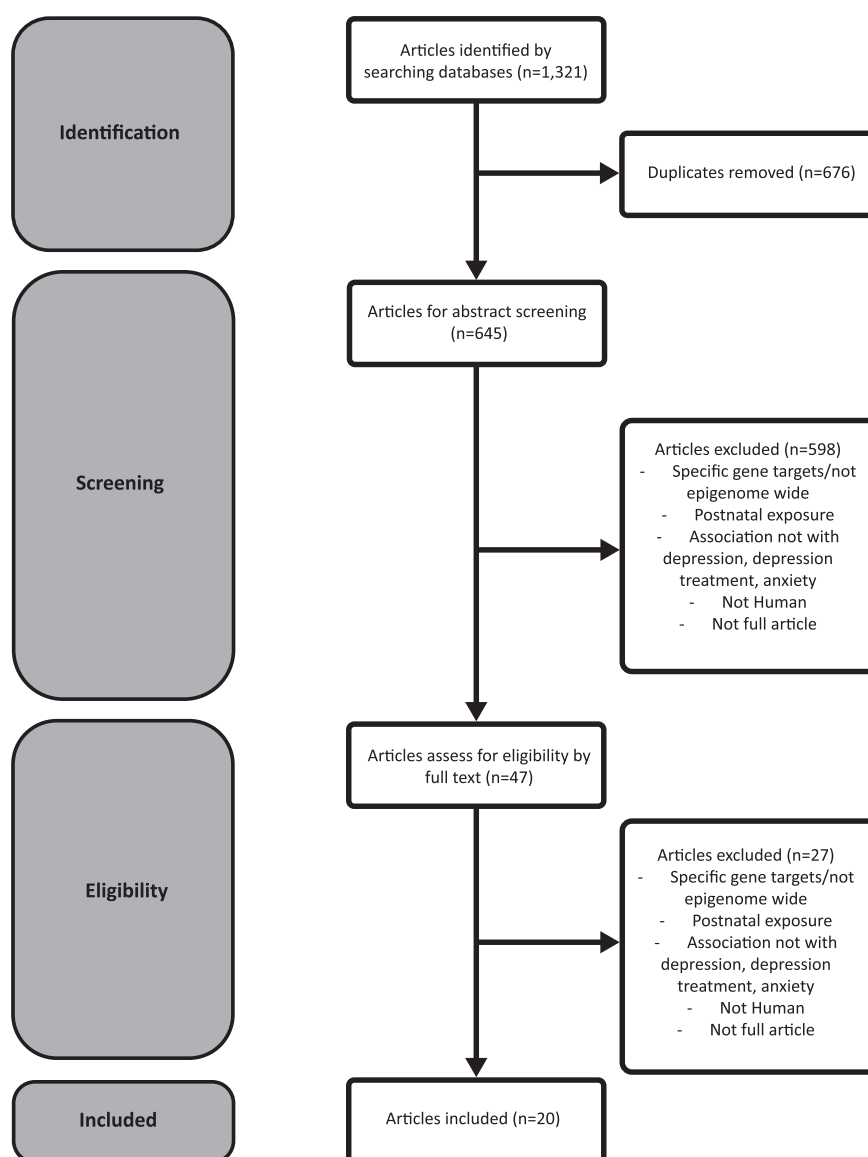 Identification
Articles identified by
searching databases (n=1,321)
Duplicates removed (n=676)
Screening
Articles for abstract screening
(n=645)
Articles excluded (n=598)
- Specific gene targets/not
epigenome wide
- Postnatal exposure
- Association not with
depression, depression
treatment, anxiety
- Not Human
- Not full article
Eligibility
Articles assess for eligibility by
full text (n=47)
Articles excluded (n=27)
- Specific gene targets/not
epigenome wide
- Postnatal exposure
- Association not with
depression, depression
treatment, anxiety
- Not Human
- Not full article
Included
Articles included (n=20)